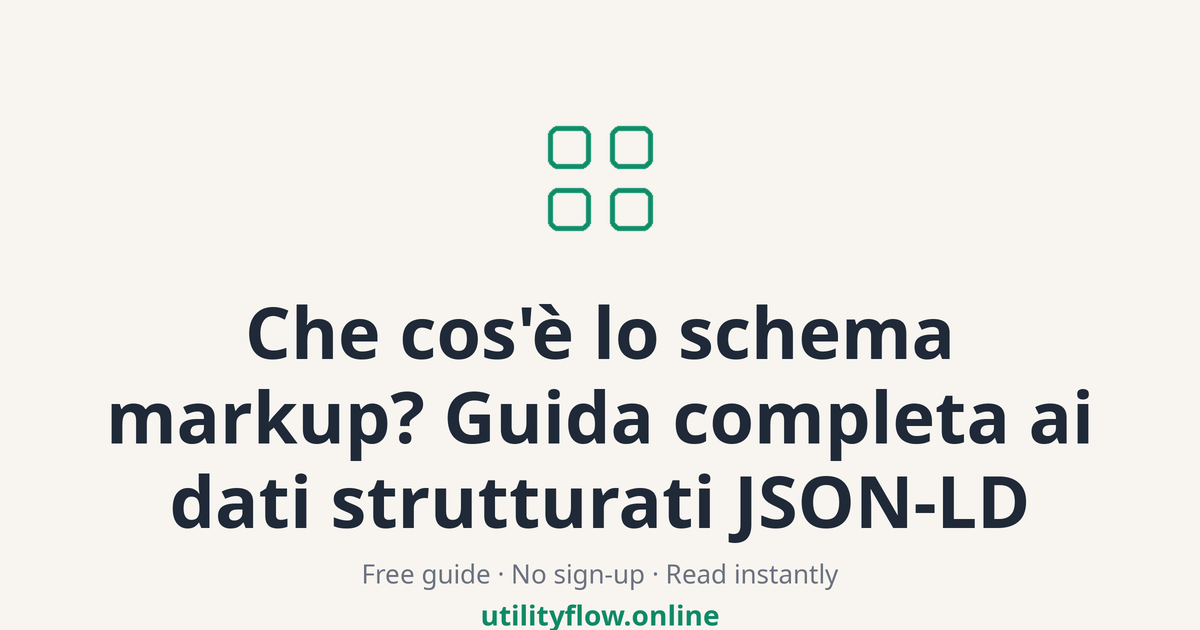 Che cos'è lo schema
markup? Guida completa ai
dati strutturati JSON-LD
Free guide · No sign-up · Read instantly
utilityflow.online